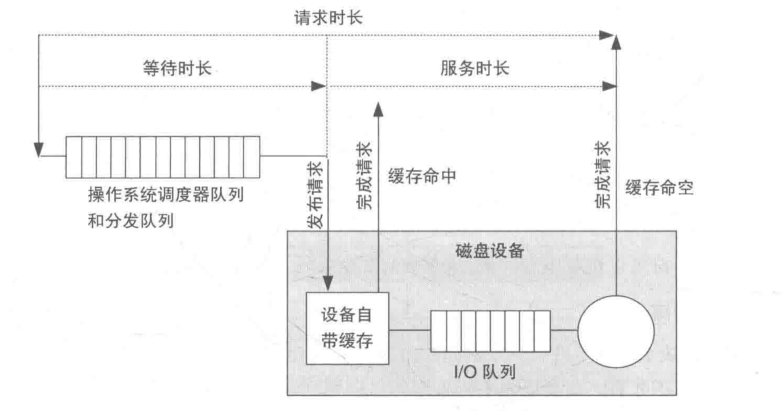 请求时长
等待时长
服务时长
操作系统调度器队列
和分发队列
发布请求
完成请求
缓存命中
完成请求
缓存命空
磁盘设备
设备自
带缓存
I/O 队列